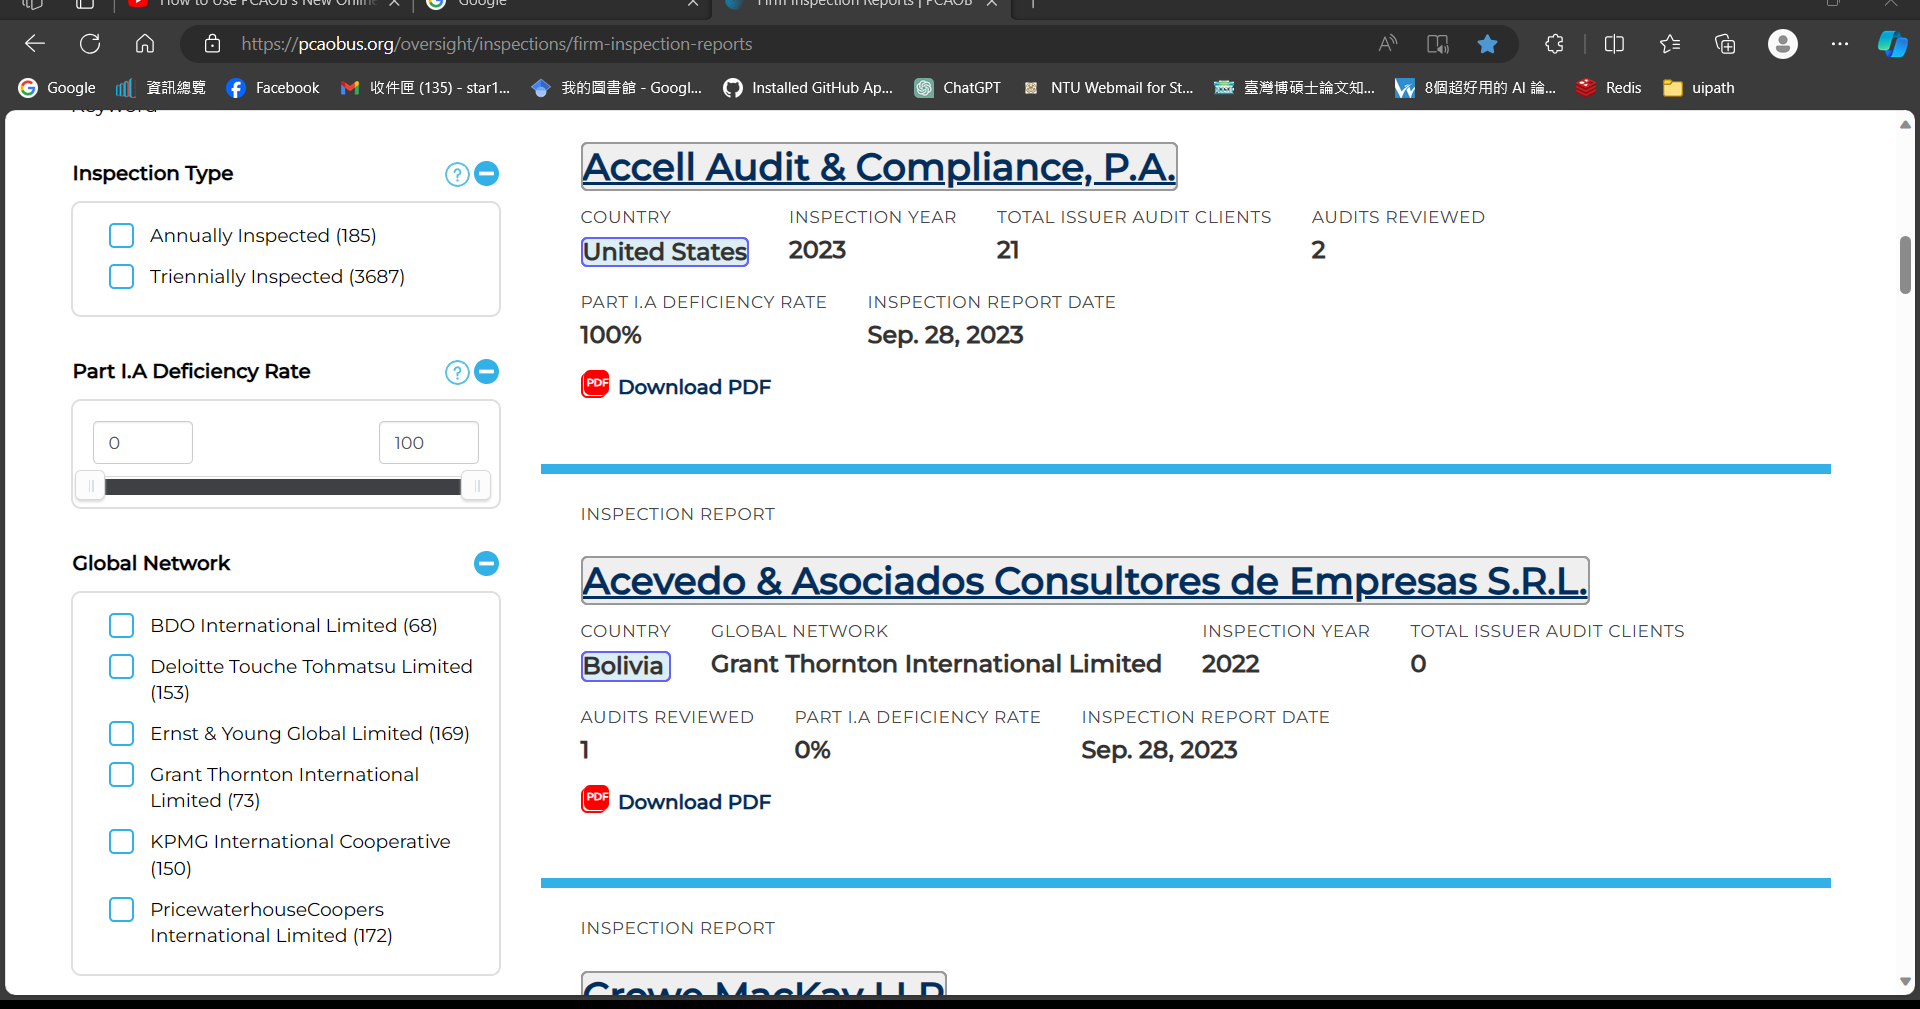 How to Use PCAOB's New Online
Google
Firm Inspection Reports | PCAOB
https://pcaobus.org/oversight/inspections/firm-inspection-reports
Google
資訊總覽
Facebook
收件匣 (135) - star1...
我的圖書館 - Googl...
Installed GitHub Ap...
ChatGPT
NTU Webmail for St...
臺灣博碩士論文知...
8個超好用的 AI 論...
Redis
uipath
Keyword
Inspection Type
?
Annually Inspected (185)
Triennially Inspected (3687)
Part I.A Deficiency Rate
?
0
100
Global Network
BDO International Limited (68)
Deloitte Touche Tohmatsu Limited
(153)
Ernst & Young Global Limited (169)
Grant Thornton International
Limited (73)
KPMG International Cooperative
(150)
PricewaterhouseCoopers
International Limited (172)
Accell Audit & Compliance, P.A.
COUNTRY
United States
INSPECTION YEAR
2023
TOTAL ISSUER AUDIT CLIENTS
21
AUDITS REVIEWED
2
PART I.A DEFICIENCY RATE
100%
INSPECTION REPORT DATE
Sep. 28, 2023
PDF
Download PDF
INSPECTION REPORT
Acevedo & Asociados Consultores de Empresas S.R.L.
COUNTRY
Bolivia
GLOBAL NETWORK
Grant Thornton International Limited
INSPECTION YEAR
2022
TOTAL ISSUER AUDIT CLIENTS
0
AUDITS REVIEWED
1
PART I.A DEFICIENCY RATE
0%
INSPECTION REPORT DATE
Sep. 28, 2023
PDF
Download PDF
INSPECTION REPORT
Crowe MacKay LLP